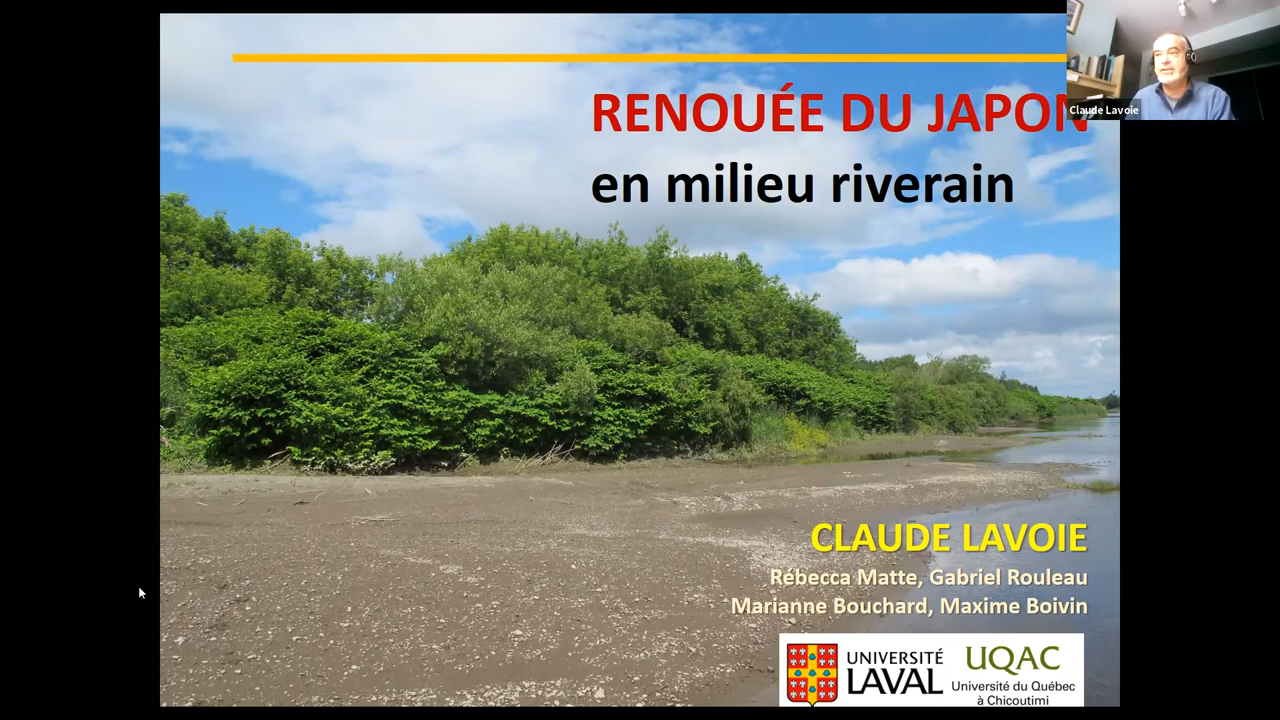 RENOUÉE DU JAPON
en milieu riverain
Claude Lavoie
CLAUDE LAVOIE
Rébecca Matte, Gabriel Rouleau
Marianne Bouchard, Maxime Boivin
UNIVERSITÉ
LAVAL
UQAC
Université du Québec
à Chicoutimi